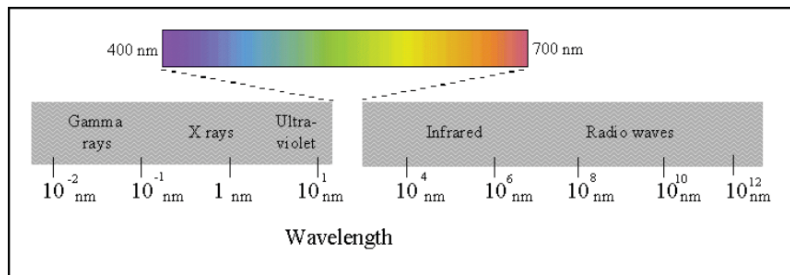 400 nm 700 nm
Gamma rays X rays Ultra-violet Infrared Radio waves
10^-2 nm 10^-1 nm 1 nm 10^1 nm 10^4 nm 10^6 nm 10^8 nm 10^10 nm 10^12 nm
Wavelength